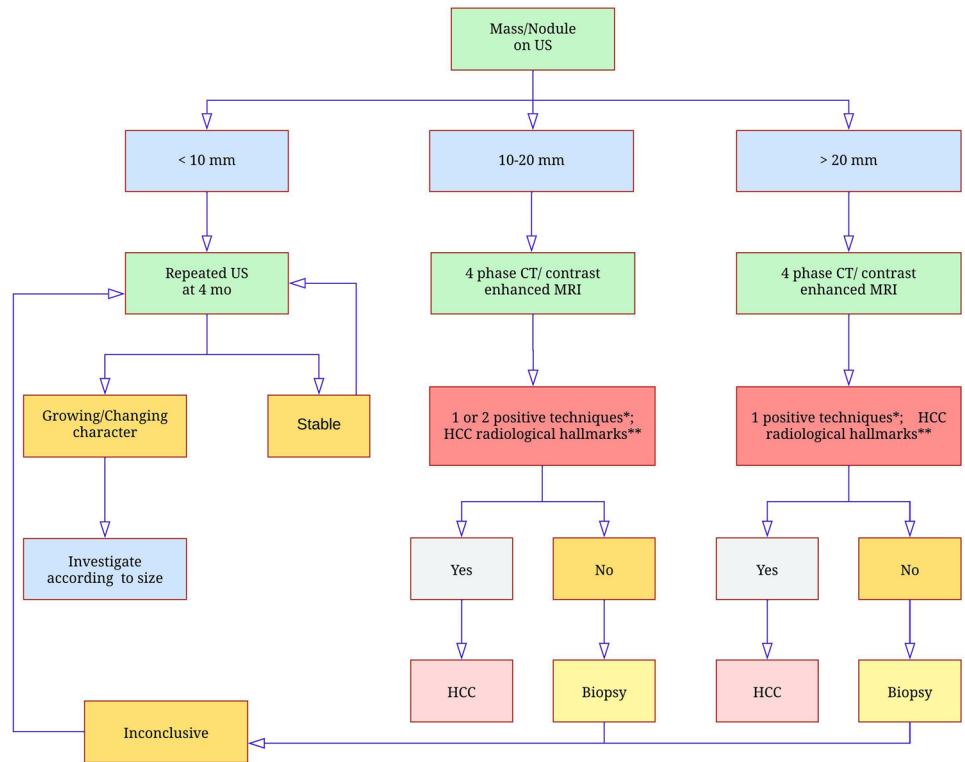 Mass/Nodule
on US
< 10 mm
10-20 mm
> 20 mm
Repeated US
at 4 mo
4 phase CT/ contrast
enhanced MRI
4 phase CT/ contrast
enhanced MRI
Growing/Changing
character
Stable
1 or 2 positive techniques*;
HCC radiological hallmarks**
1 positive techniques*; HCC
radiological hallmarks**
Investigate
according to size
Yes
No
Yes
No
HCC
Biopsy
HCC
Biopsy
Inconclusive